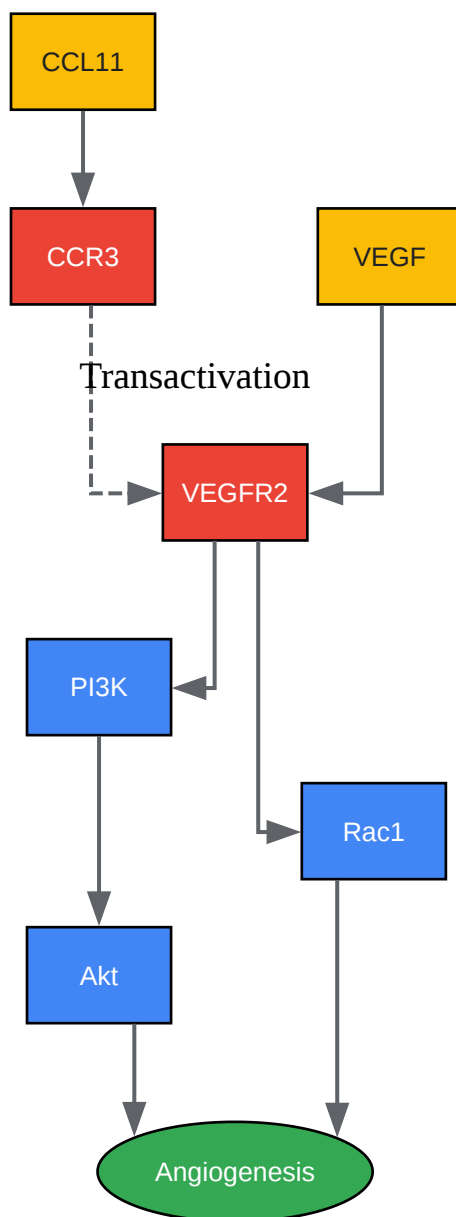 CCL11
CCR3
VEGF
Transactivation
VEGFR2
PI3K
Rac1
Akt
Angiogenesis